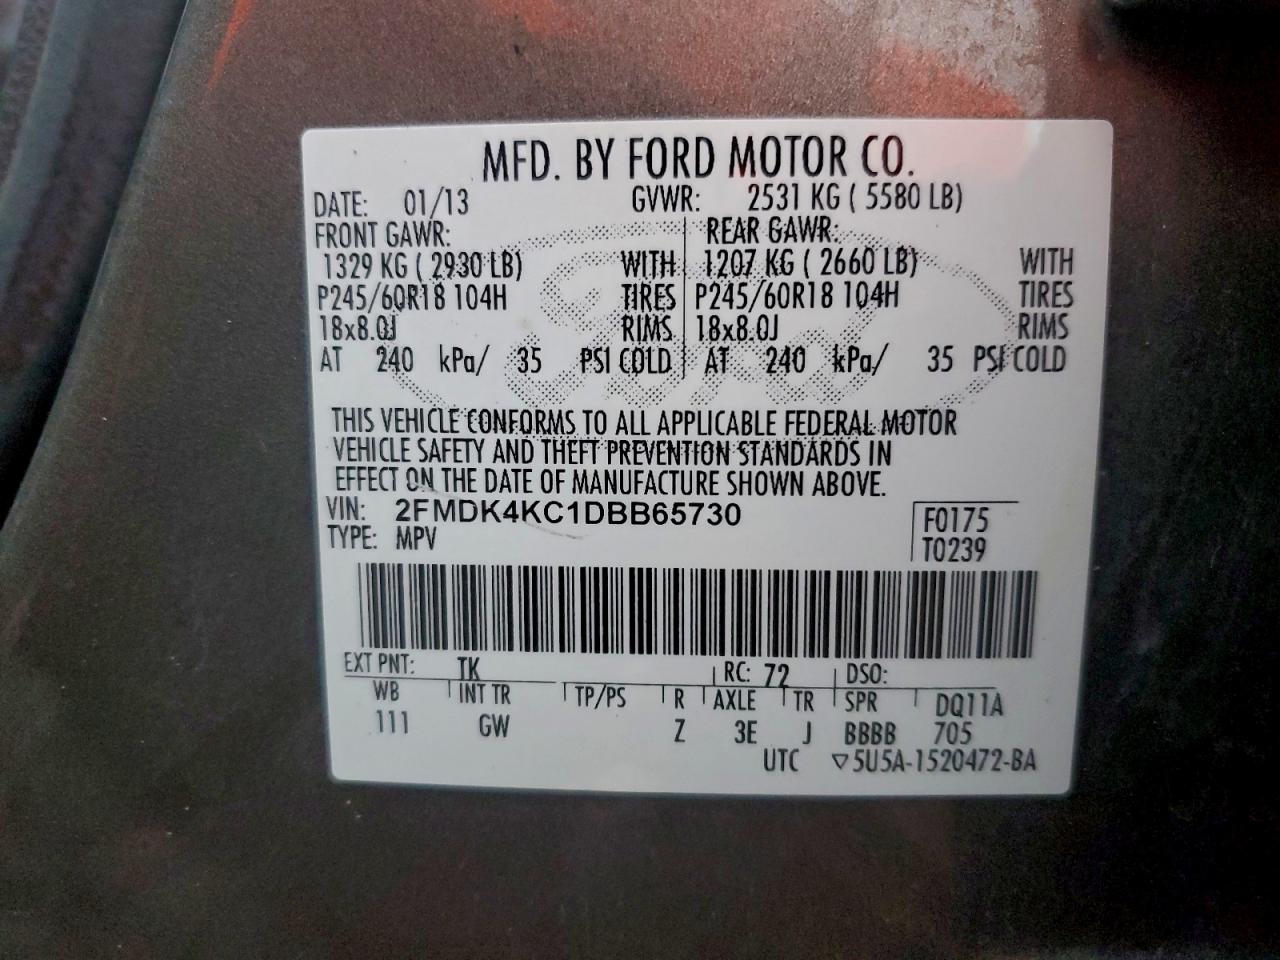 MFD. BY FORD MOTOR CO.
DATE: 01/13 GVWR: 2531 KG ( 5580 LB)
FRONT GAWR: REAR GAWR:
1329 KG ( 2930 LB) WITH 1207 KG ( 2660 LB) WITH
P245/60R18 104H TIRES P245/60R18 104H TIRES
18x8.0J RIMS 18x8.0J RIMS
AT 240 kPa/ 35 PSI COLD AT 240 kPa/ 35 PSI COLD
THIS VEHICLE CONFORMS TO ALL APPLICABLE FEDERAL MOTOR
VEHICLE SAFETY AND THEFT PREVENTION STANDARDS IN
EFFECT ON THE DATE OF MANUFACTURE SHOWN ABOVE.
VIN: 2FMDK4KC1DBB65730 F0175
TYPE: MPV T0239
EXT PNT: TK RC: 72 DSO:
WB INT TR TP/PS R AXLE TR SPR DQ11A
111 GW Z 3E J BBBB 705
UTC ▽5U5A-1520472-BA